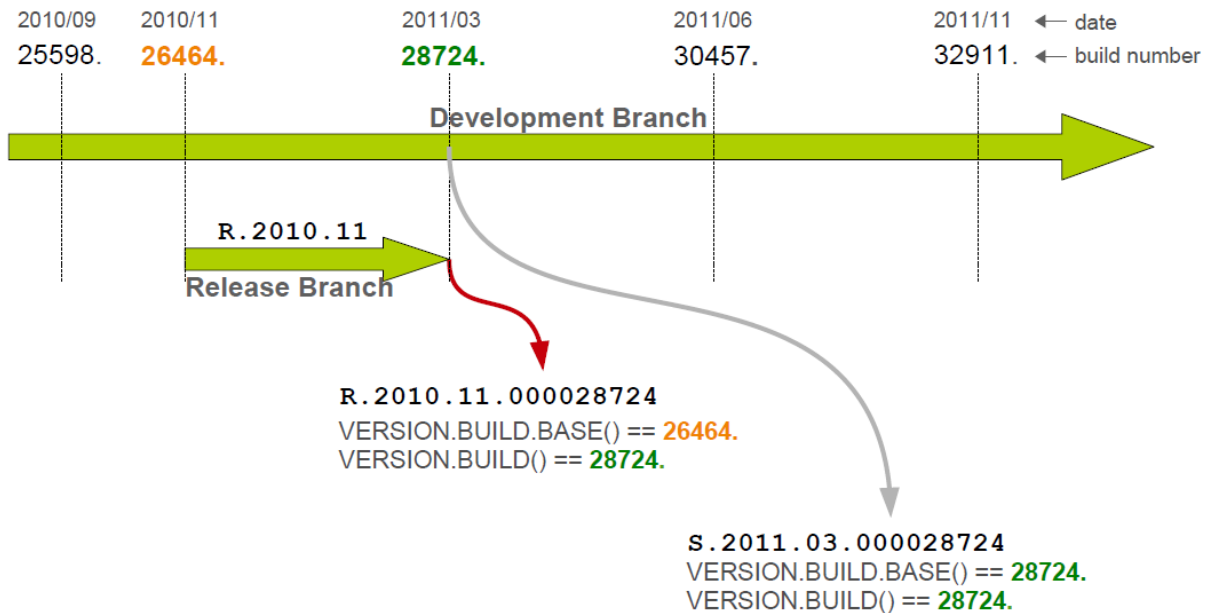 2010/09 2010/11 2011/03 2011/06 2011/11 ← date
25598. 26464. 28724. 30457. 32911. ← build number
Development Branch
R.2010.11
Release Branch
R.2010.11.000028724
VERSION.BUILD.BASE() == 26464.
VERSION.BUILD() == 28724.
S.2011.03.000028724
VERSION.BUILD.BASE() == 28724.
VERSION.BUILD() == 28724.